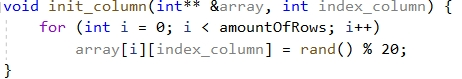 void init_column(int** &array, int index_column) {
    for (int i = 0; i < amountOfRows; i++)
        array[i][index_column] = rand() % 20;
}